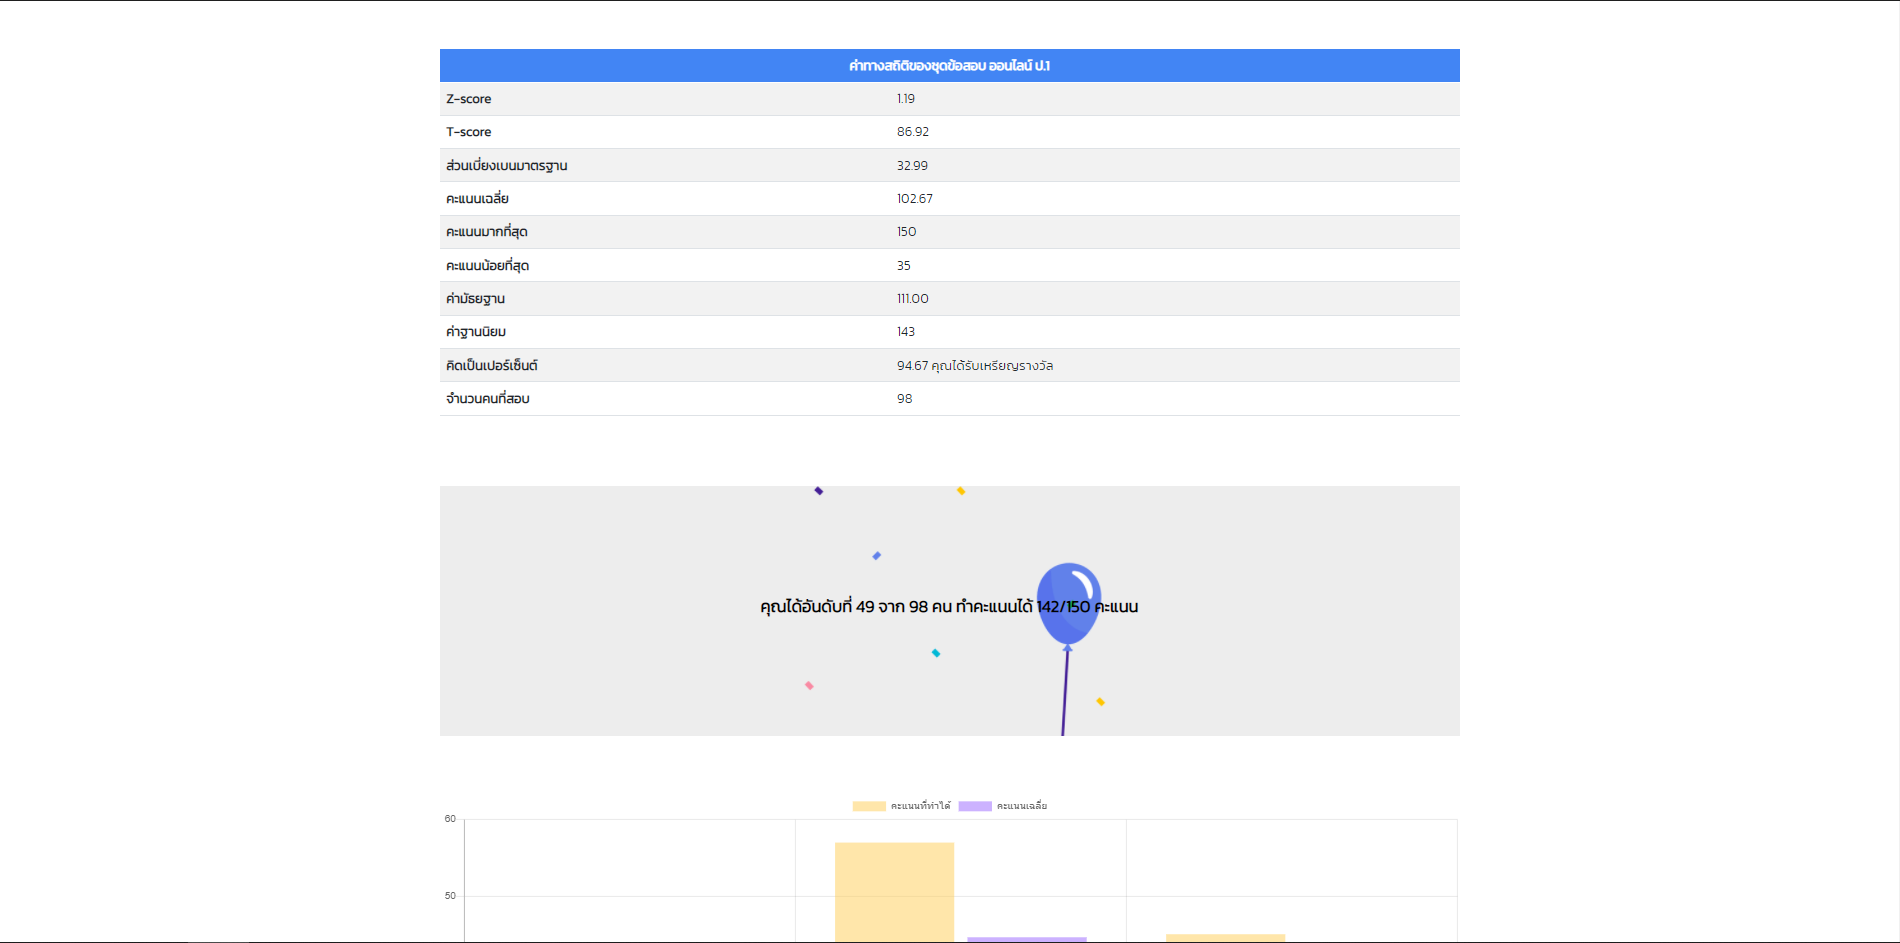 ค่าทางสถิติของชุดข้อสอบ ออนไลน์ ป.1
Z-score 1.19
T-score 86.92
ส่วนเบี่ยงเบนมาตรฐาน 32.99
คะแนนเฉลี่ย 102.67
คะแนนมากที่สุด 150
คะแนนน้อยที่สุด 35
ค่ามัธยฐาน 111.00
ค่าฐานนิยม 143
คิดเป็นเปอร์เซ็นต์ 94.67 คุณได้รับเหรียญรางวัล
จำนวนคนที่สอบ 98
คุณได้อันดับที่ 49 จาก 98 คน ทำคะแนนได้ 142/150 คะแนน
คะแนนที่ทำได้ คะแนนเฉลี่ย
60
50